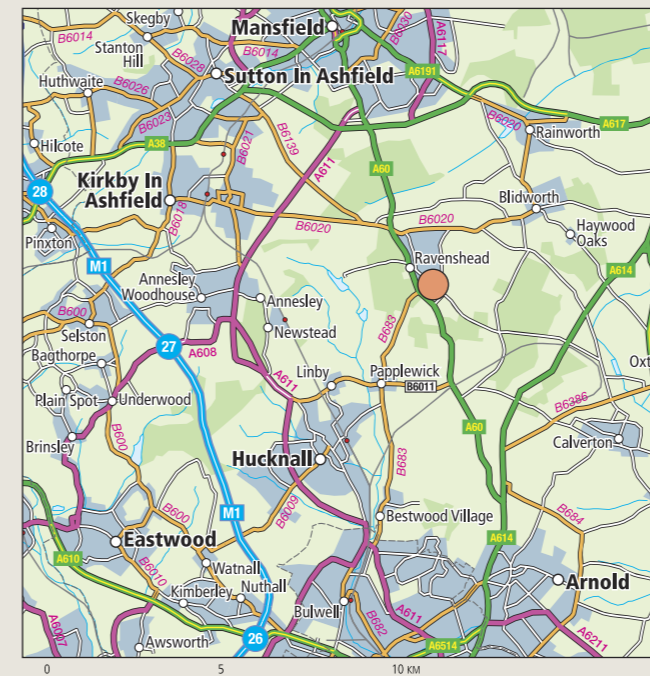 Skegby
Mansfield
B6030
A6117
B6014
Stanton
Hill
B6028
B6014
Sutton In Ashfield
A6191
Huthwaite
B6026
B6023
B6020
A617
Rainworth
Hilcote
A38
B6021
B6139
A611
A60
28
Kirkby In
Ashfield
B6018
Blidworth
B6020
B6020
Haywood
Oaks
Pinxton
M1
Ravenshead
A614
Annesley
Woodhouse
Annesley
B600
Newstead
B683
Selston
27
A608
Bagthorpe
Linby
Papplewick
A611
B6011
Oxt
Plain Spot
Underwood
B6386
B600
A60
Calverton
Brinsley
Hucknall
B683
M1
B600
B6009
Bestwood Village
B684
Eastwood
A614
A610
Watnall
B6010
Kimberley
Nuthall
Bulwell
Arnold
A6007
B682
A611
Awsworth
26
A6514
A6211
0
5
10 KM